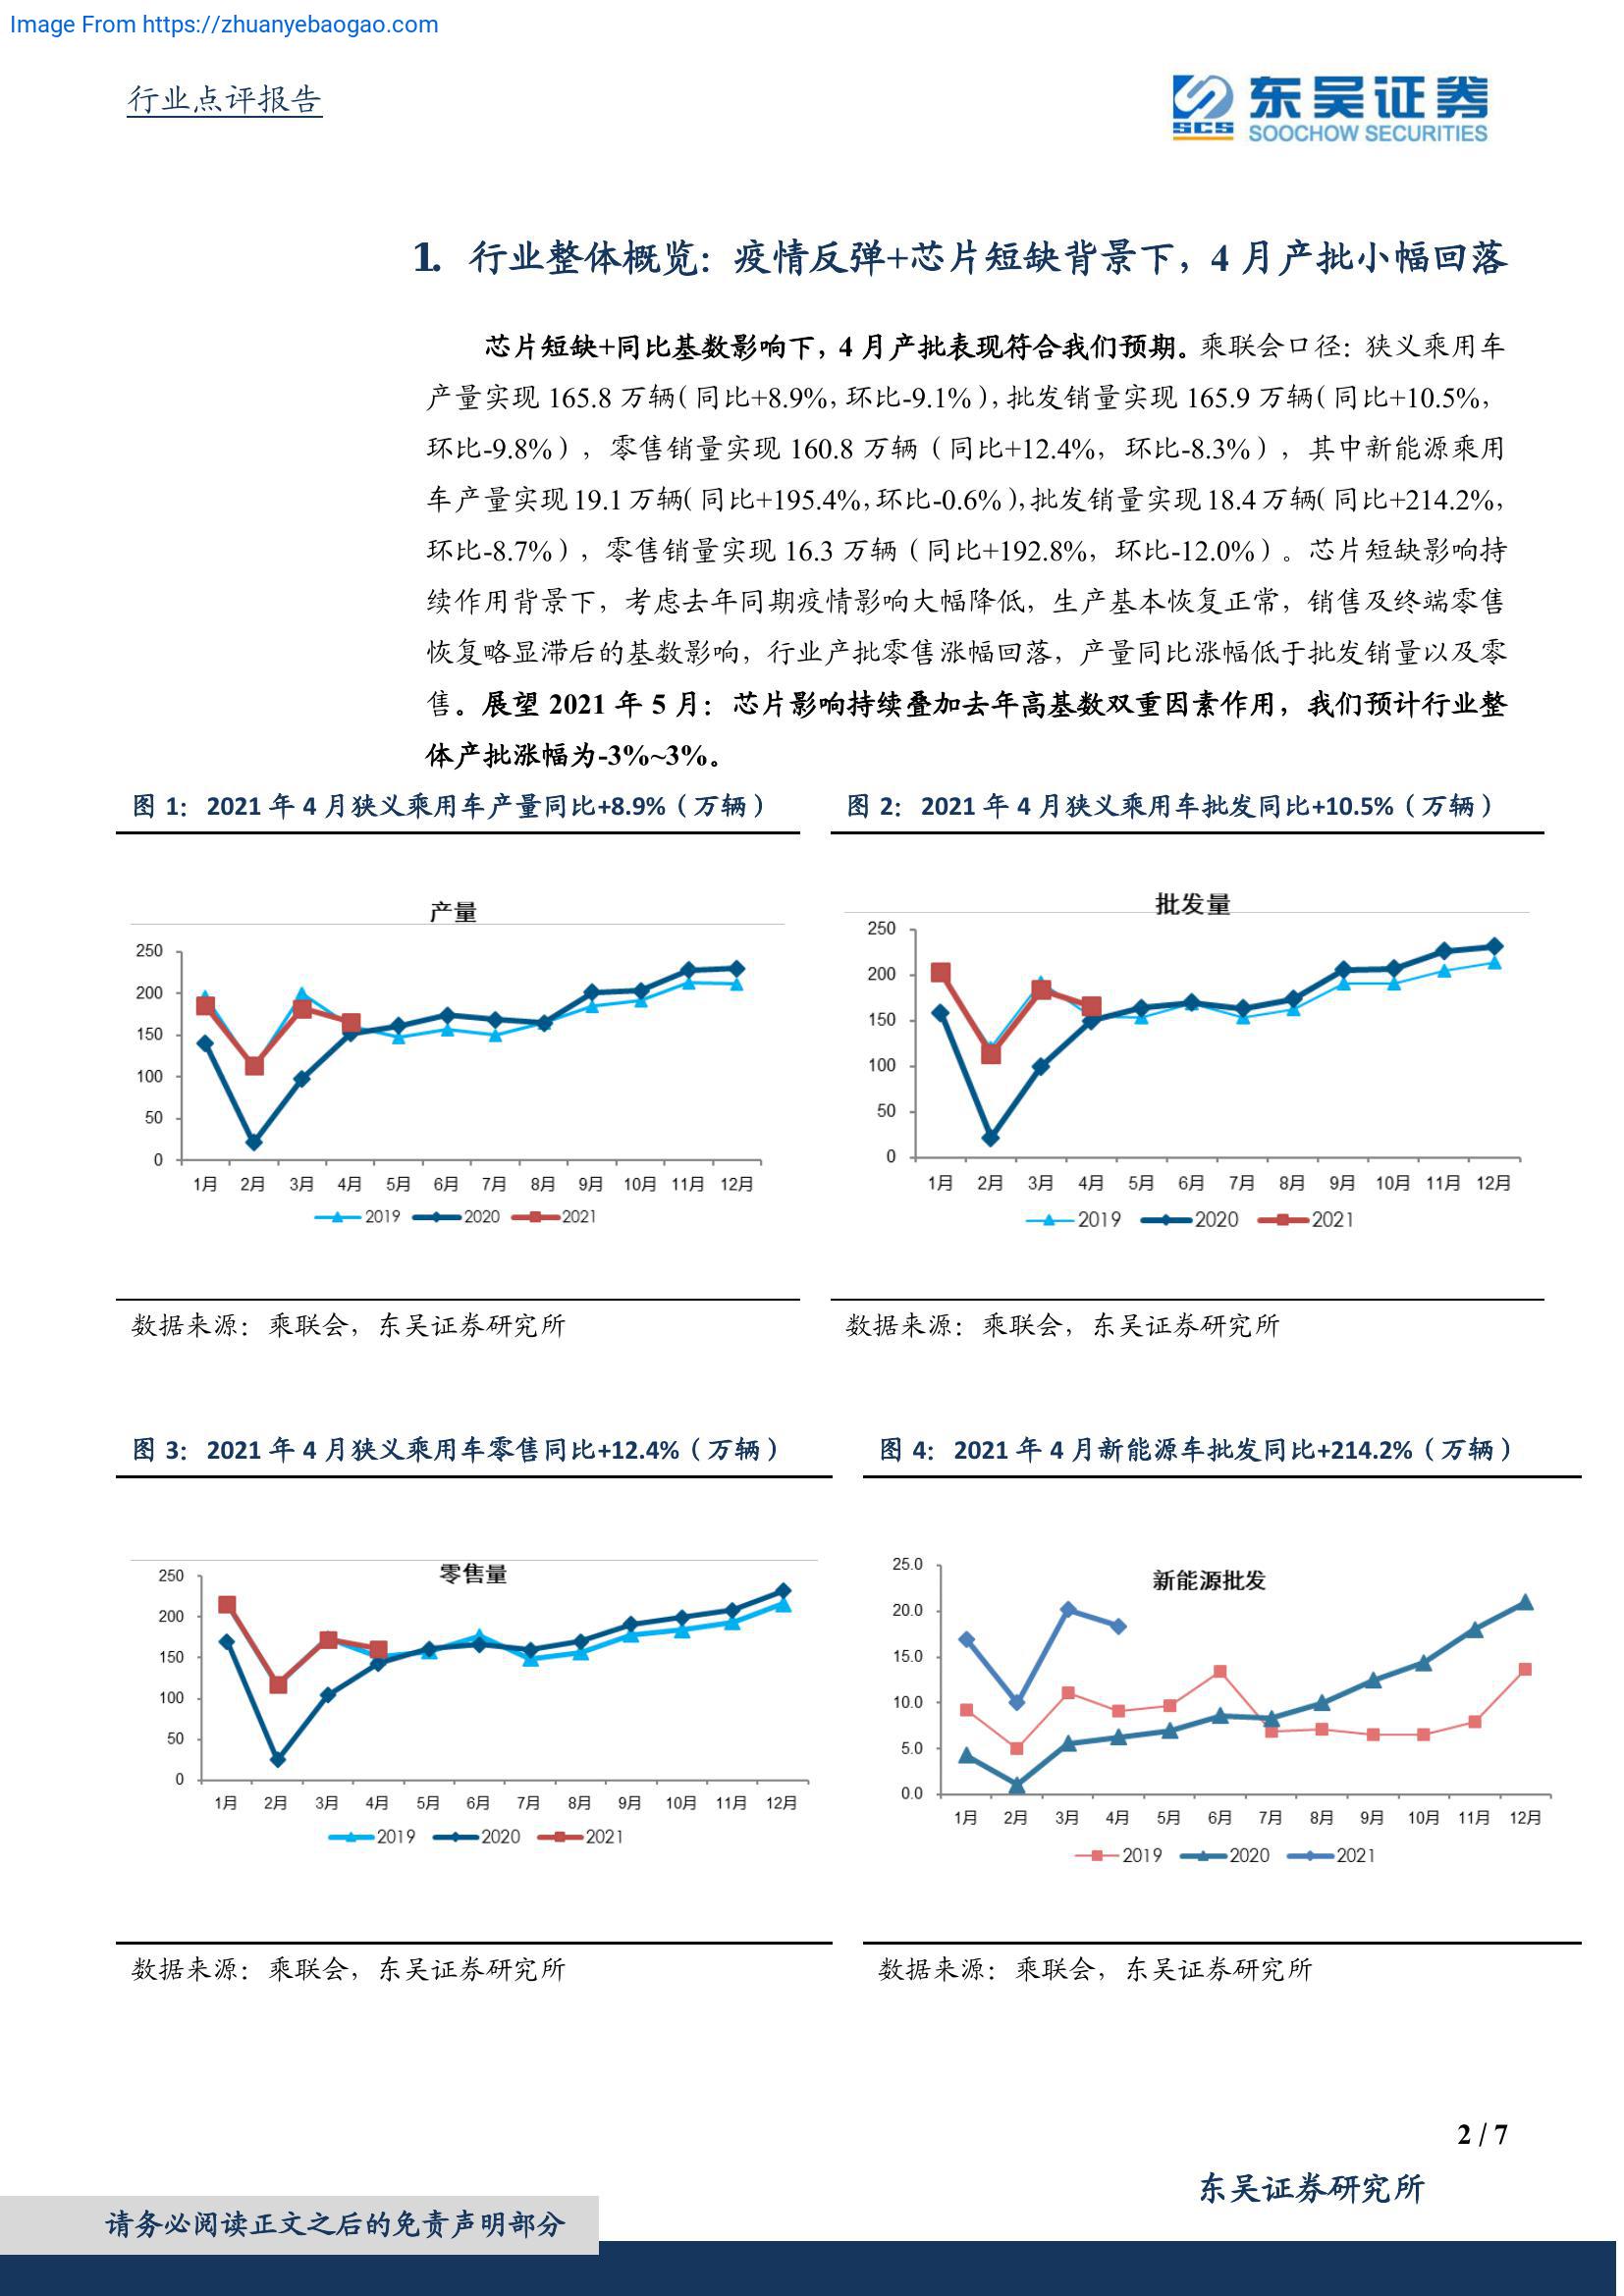 Image From https://zhuanyebaogao.com
行业点评报告
SCS
东吴证券
SOOCHOW SECURITIES
1. 行业整体概览：疫情反弹+芯片短缺背景下，4 月产批小幅回落
芯片短缺+同比基数影响下，4 月产批表现符合我们预期。乘联会口径：狭义乘用车
产量实现 165.8 万辆（同比+8.9%，环比-9.1%），批发销量实现 165.9 万辆（同比+10.5%，
环比-9.8%），零售销量实现 160.8 万辆（同比+12.4%，环比-8.3%），其中新能源乘用
车产量实现 19.1 万辆（同比+195.4%，环比-0.6%），批发销量实现 18.4 万辆（同比+214.2%，
环比-8.7%），零售销量实现 16.3 万辆（同比+192.8%，环比-12.0%）。芯片短缺影响持
续作用背景下，考虑去年同期疫情影响大幅降低，生产基本恢复正常，销售及终端零售
恢复略显滞后的基数影响，行业产批零售涨幅回落，产量同比涨幅低于批发销量以及零
售。展望 2021 年 5 月：芯片影响持续叠加去年高基数双重因素作用，我们预计行业整
体产批涨幅为-3%~3%。
图 1： 2021 年 4 月狭义乘用车产量同比+8.9%（万辆）
产量
250
200
150
100
50
0
1月 2月 3月 4月 5月 6月 7月 8月 9月 10月 11月 12月
2019 2020 2021
数据来源：乘联会，东吴证券研究所
图 2： 2021 年 4 月狭义乘用车批发同比+10.5%（万辆）
批发量
250
200
150
100
50
0
1月 2月 3月 4月 5月 6月 7月 8月 9月 10月 11月 12月
2019 2020 2021
数据来源：乘联会，东吴证券研究所
图 3： 2021 年 4 月狭义乘用车零售同比+12.4%（万辆）
零售量
250
200
150
100
50
0
1月 2月 3月 4月 5月 6月 7月 8月 9月 10月 11月 12月
2019 2020 2021
数据来源：乘联会，东吴证券研究所
图 4： 2021 年 4 月新能源车批发同比+214.2%（万辆）
新能源批发
25.0
20.0
15.0
10.0
5.0
0.0
1月 2月 3月 4月 5月 6月 7月 8月 9月 10月 11月 12月
2019 2020 2021
数据来源：乘联会，东吴证券研究所
2 / 7
东吴证券研究所
请务必阅读正文之后的免责声明部分